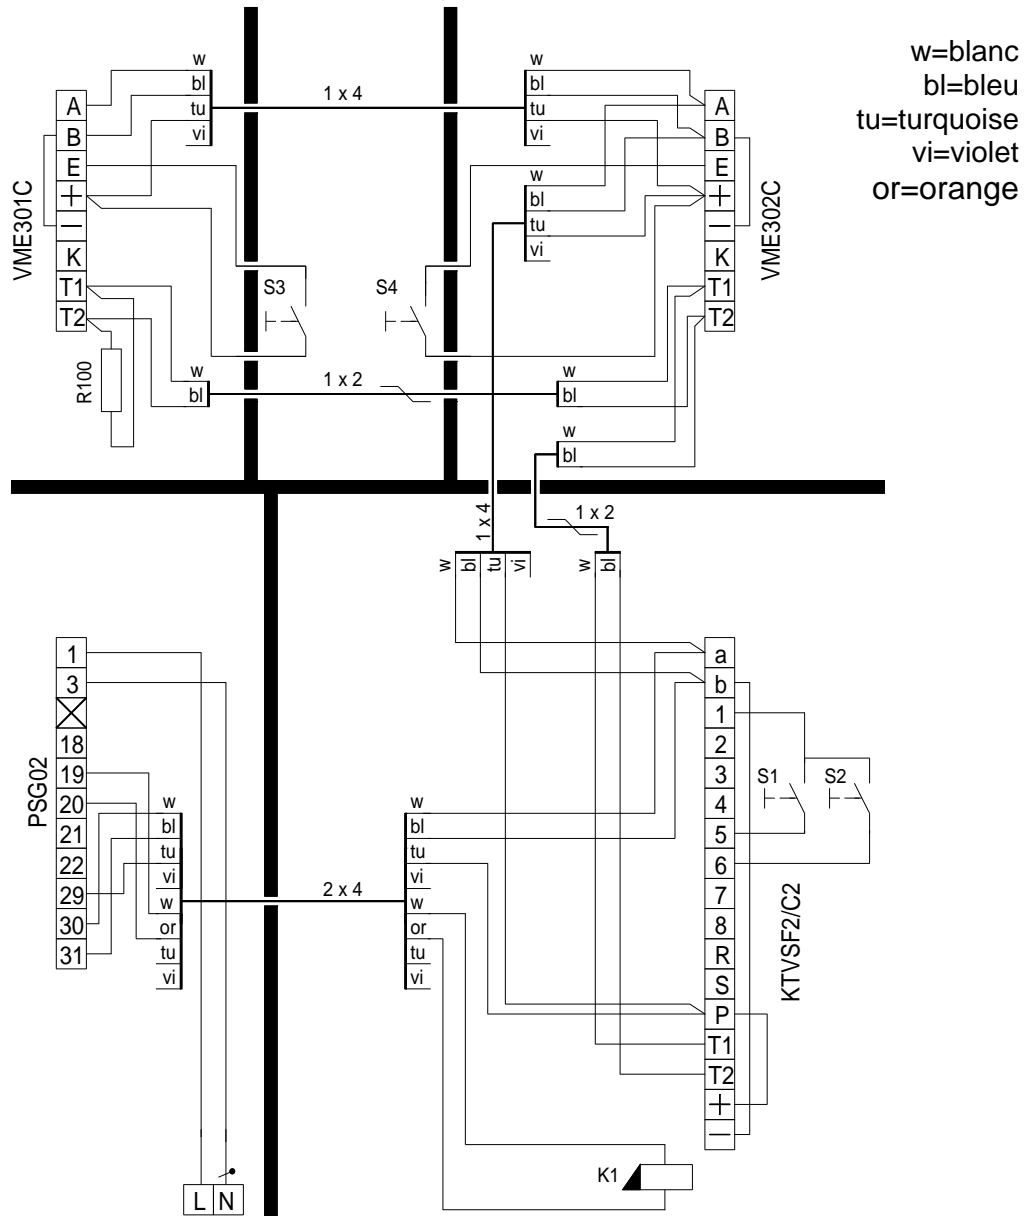 w=blanc
bl=bleu
tu=turquoise
vi=violet
or=orange
w
bl
tu
vi
1 x 4
w
bl
tu
vi
A
B
E
+
–
K
T1
T2
VME301C
A
B
E
+
–
K
T1
T2
VME302C
w
bl
tu
vi
S3
S4
R100
w
bl
1 x 2
w
bl
w
bl
1 x 4
1 x 2
w
bl
tu
vi
w
bl
1
3
18
19
20
21
22
29
30
31
PSG02
w
bl
tu
vi
w
or
tu
vi
2 x 4
w
bl
tu
vi
w
or
tu
vi
a
b
1
2
3
4
5
6
7
8
R
S
P
T1
T2
+
–
KTVSF2/C2
S1
S2
K1
L N